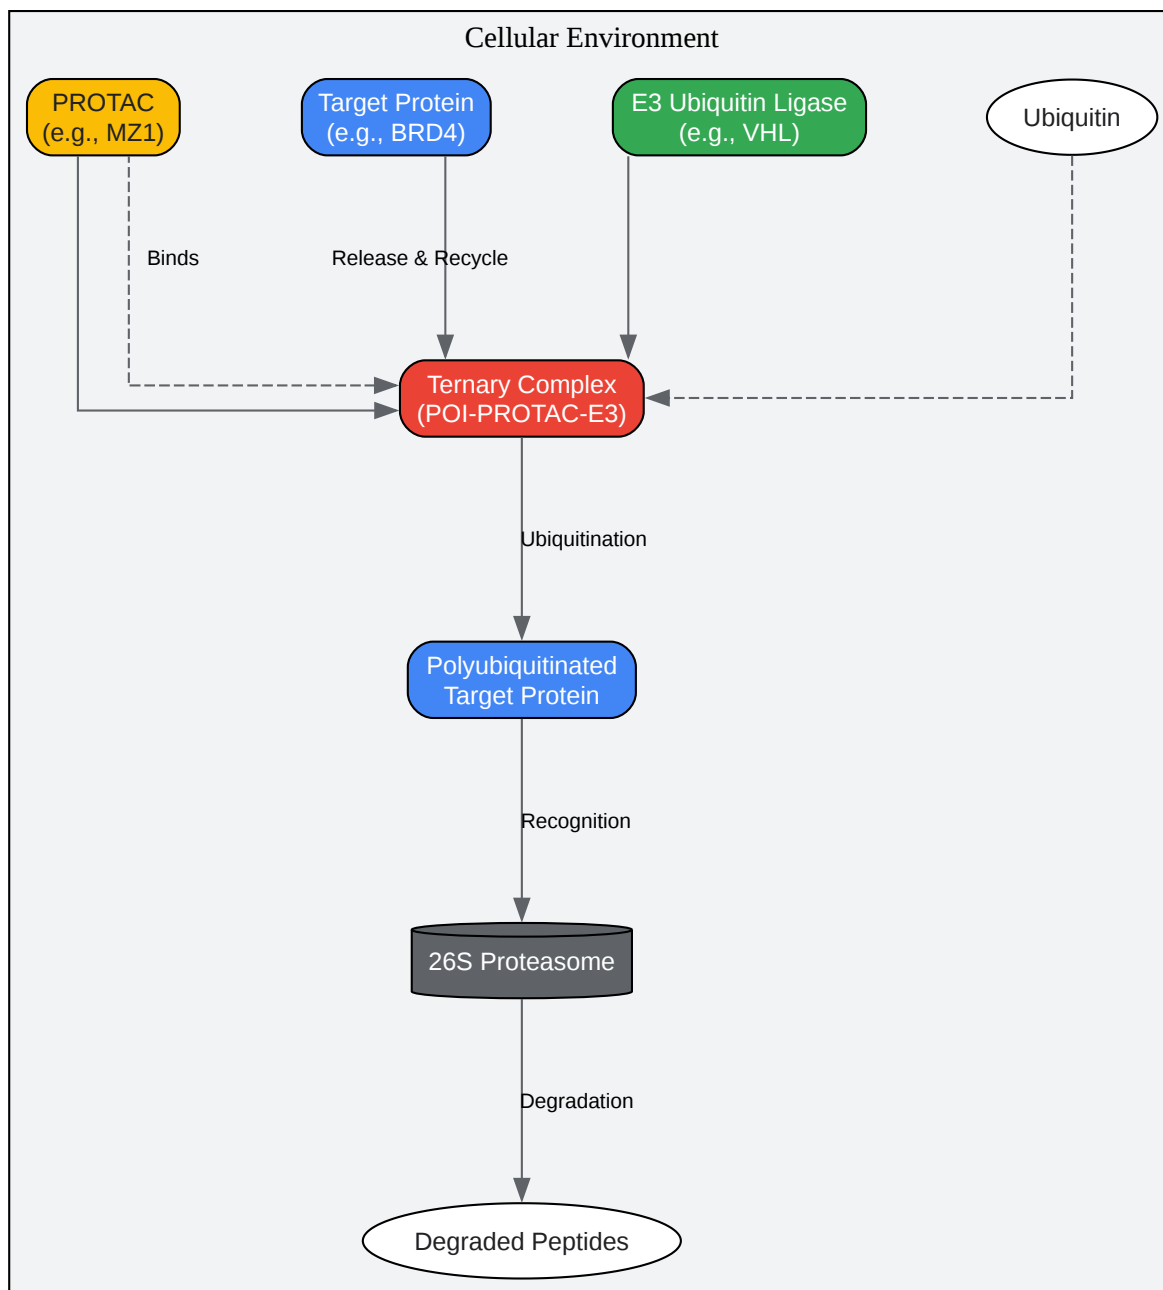 Cellular Environment
PROTAC
(e.g., MZ1)
Target Protein
(e.g., BRD4)
E3 Ubiquitin Ligase
(e.g., VHL)
Ubiquitin
Binds
Release & Recycle
Ternary Complex
(POI-PROTAC-E3)
Ubiquitination
Polyubiquitinated
Target Protein
Recognition
26S Proteasome
Degradation
Degraded Peptides